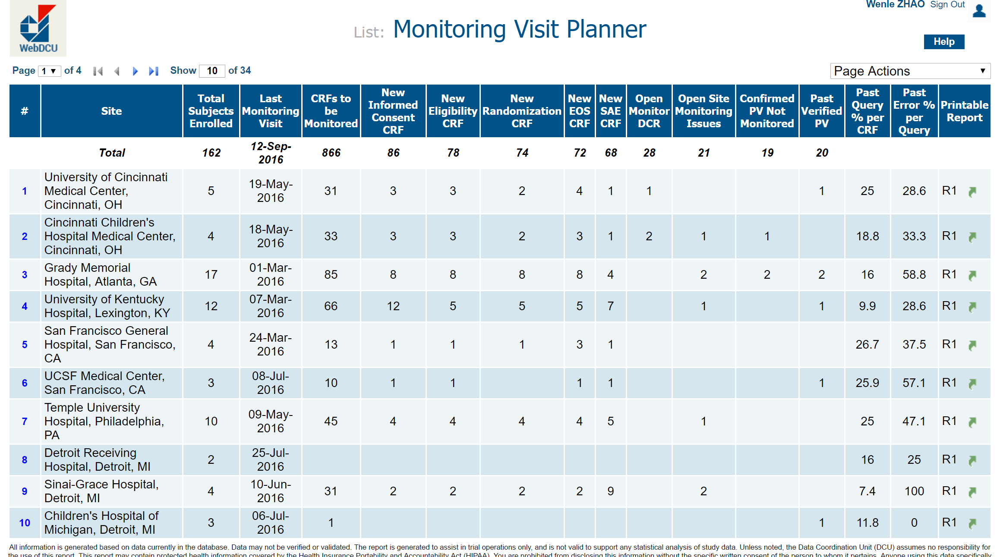 Wenle ZHAO Sign Out
WebDCU
List: Monitoring Visit Planner
Help
Page 1 ▼ of 4 Show 10 of 34
Page Actions ▼
# Site Total Subjects Enrolled Last Monitoring Visit CRFs to be Monitored New Informed Consent CRF New Eligibility CRF New Randomization CRF New EOS CRF New SAE CRF Open Monitor DCR Open Site Monitoring Issues Confirmed PV Not Monitored Past Verified PV Past Query % per CRF Past Error % per Query Printable Report
Total 162 12-Sep-2016 866 86 78 74 72 68 28 21 19 20
1 University of Cincinnati Medical Center, Cincinnati, OH 5 19-May-2016 31 3 3 2 4 1 1 1 25 28.6 R1
2 Cincinnati Children's Hospital Medical Center, Cincinnati, OH 4 18-May-2016 33 3 3 2 3 1 2 1 1 18.8 33.3 R1
3 Grady Memorial Hospital, Atlanta, GA 17 01-Mar-2016 85 8 8 8 8 4 2 2 2 16 58.8 R1
4 University of Kentucky Hospital, Lexington, KY 12 07-Mar-2016 66 12 5 5 5 7 1 1 9.9 28.6 R1
5 San Francisco General Hospital, San Francisco, CA 4 24-Mar-2016 13 1 1 1 3 1 26.7 37.5 R1
6 UCSF Medical Center, San Francisco, CA 3 08-Jul-2016 10 1 1 1 1 1 25.9 57.1 R1
7 Temple University Hospital, Philadelphia, PA 10 09-May-2016 45 4 4 4 4 5 1 25 47.1 R1
8 Detroit Receiving Hospital, Detroit, MI 2 25-Jul-2016 16 25 R1
9 Sinai-Grace Hospital, Detroit, MI 4 10-Jun-2016 31 2 2 2 2 9 2 7.4 100 R1
10 Children's Hospital of Michigan, Detroit, MI 3 06-Jul-2016 1 1 11.8 0 R1
All information is generated based on data currently in the database. Data may not be verified or validated. The report is generated to assist in trial operations only, and is not valid to support any statistical analysis of study data. Unless noted, the Data Coordination Unit (DCU) assumes no responsibility for
the use of this report. This report may contain protected health information covered by the Health Insurance Portability and Accountability Act (HIPAA). You are prohibited from disclosing this information without the specific written consent of the person to whom it pertains. Anyone using this data specifically